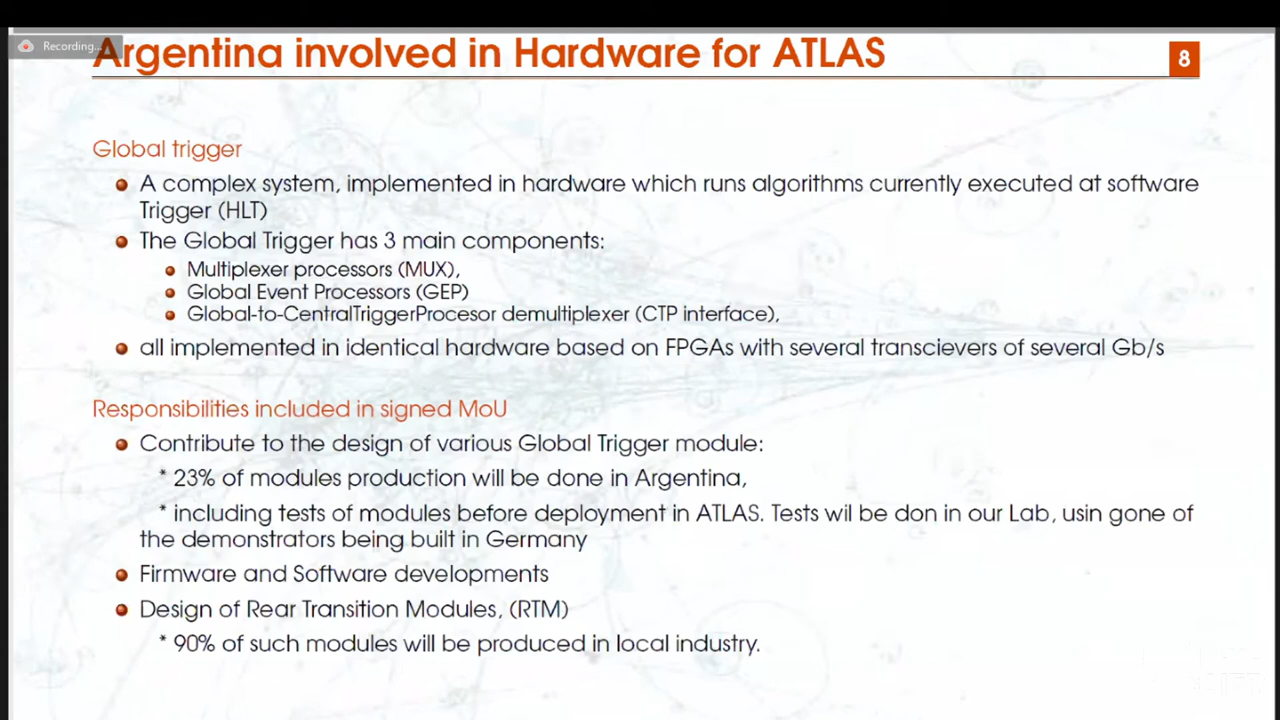 Recording...
Argentina involved in Hardware for ATLAS
8
Global trigger
A complex system, implemented in hardware which runs algorithms currently executed at software
Trigger (HLT)
The Global Trigger has 3 main components:
Multiplexer processors (MUX),
Global Event Processors (GEP)
Global-to-CentralTriggerProcesor demultiplexer (CTP interface),
all implemented in identical hardware based on FPGAs with several transcievers of several Gb/s
Responsibilities included in signed MoU
Contribute to the design of various Global Trigger module:
* 23% of modules production will be done in Argentina,
* including tests of modules before deployment in ATLAS. Tests wil be don in our Lab, usin gone of
the demonstrators being built in Germany
Firmware and Software developments
Design of Rear Transition Modules, (RTM)
* 90% of such modules will be produced in local industry.